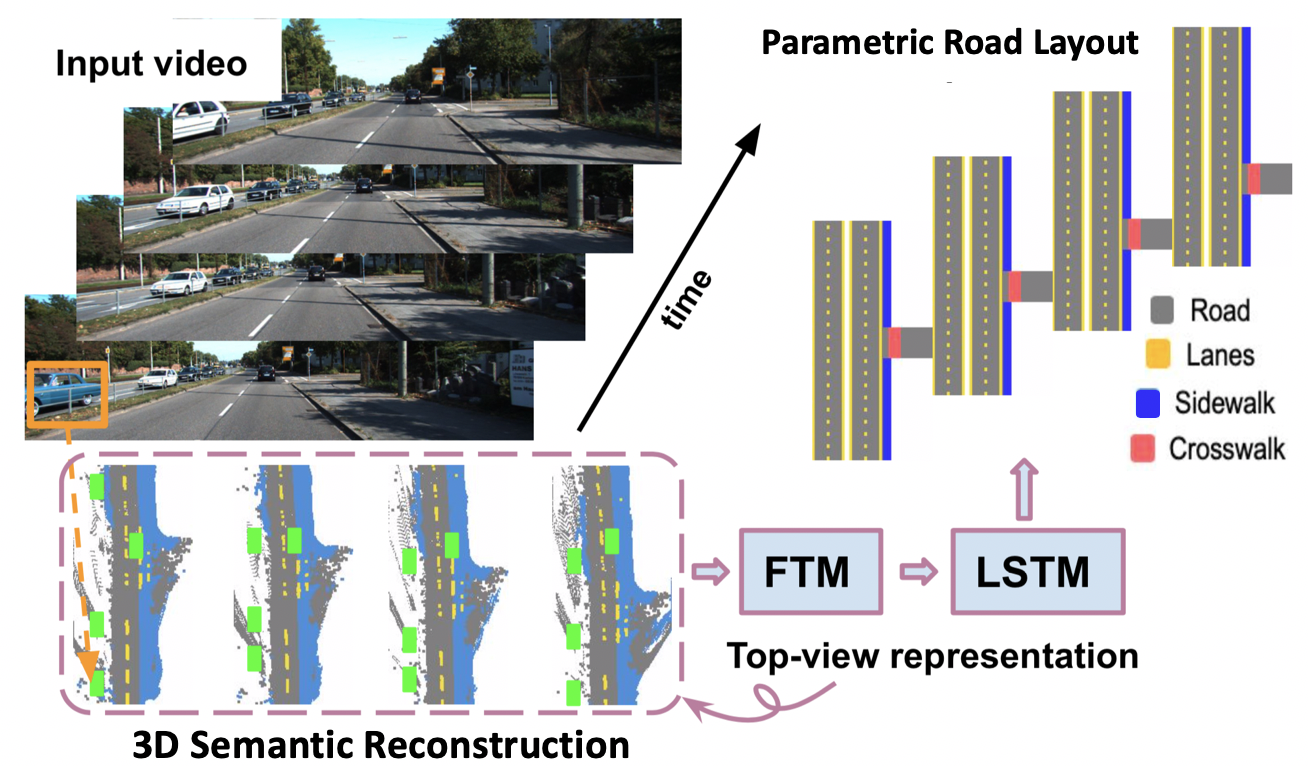 Input video
Parametric Road Layout
time
Road
Lanes
Sidewalk
Crosswalk
FTM
LSTM
Top-view representation
3D Semantic Reconstruction